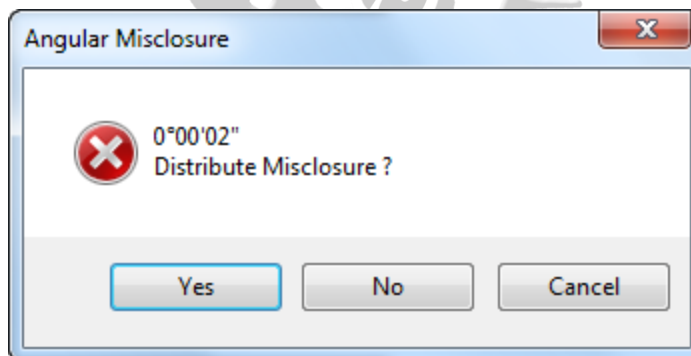 Angular Misclosure
0°00'02"
Distribute Misclosure ?
Yes No Cancel